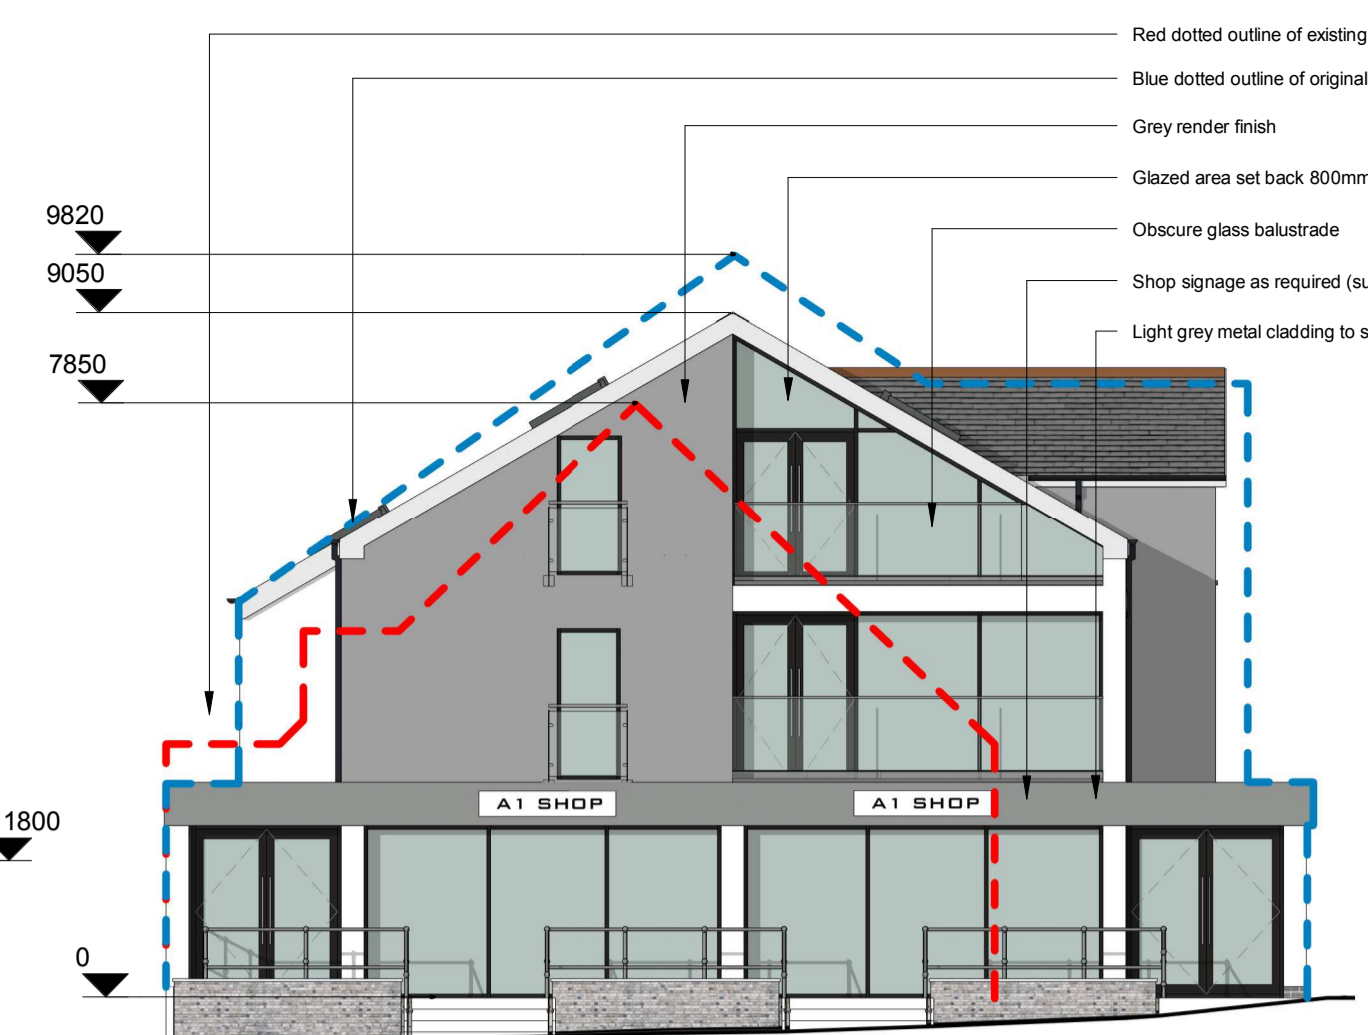 Red dotted outline of existing
Blue dotted outline of original
Grey render finish
Glazed area set back 800mm
Obscure glass balustrade
Shop signage as required (su
Light grey metal cladding to s
9820
9050
7850
1800
0
A1 SHOP
A1 SHOP